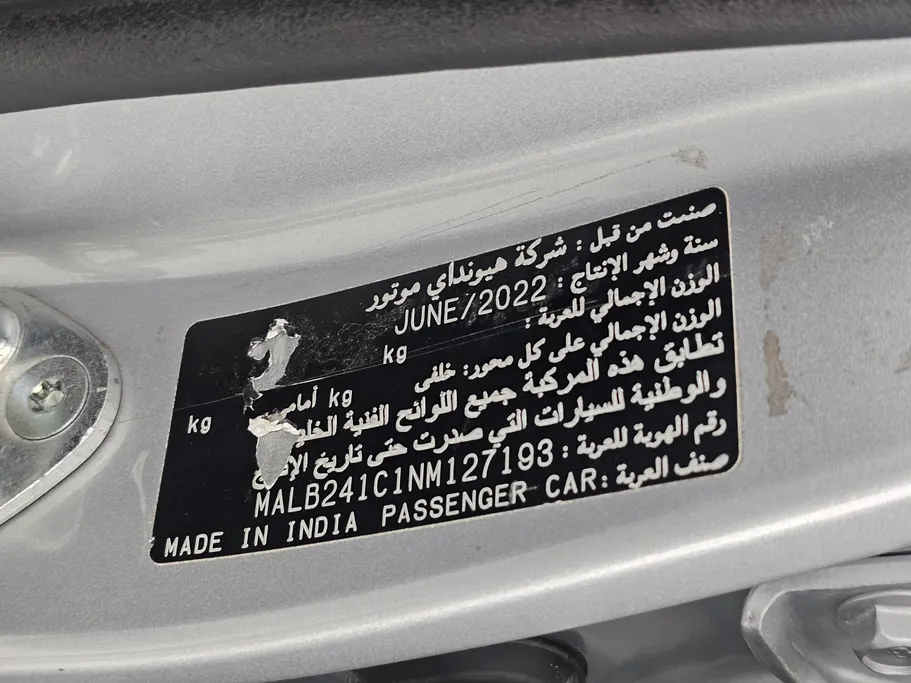 صنعت من قبل : شركة هيونداي موتور
سنة وشهر الإنتاج : JUNE/2022
الوزن الإجمالي للعربة : kg
الوزن الإجمالي على كل محور: خلفى kg أمامى kg
تطابق هذه المركبة جميع اللوائح الفنية
والوطنية للسيارات التي صدرت حتى تاريخ
رقم الهوية للعربة : MALB241C1NM127193
صنف العربة : PASSENGER CAR MADE IN INDIA